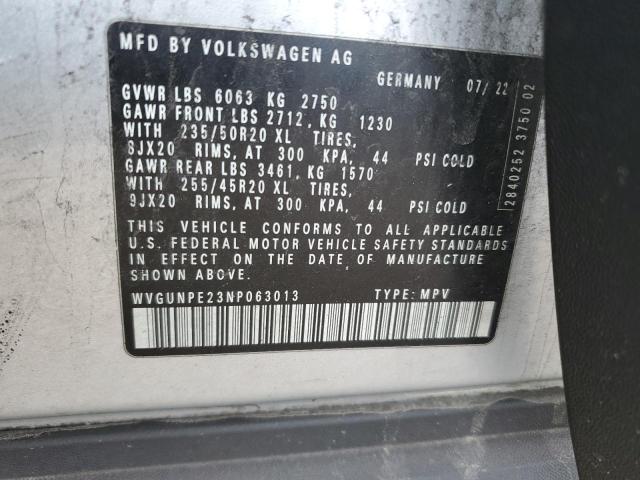 MFD BY VOLKSWAGEN AG
GERMANY 07/22
GVWR LBS 6063 KG 2750
GAWR FRONT LBS 2712, KG 1230
WITH 235/50R20 XL TIRES,
8JX20 RIMS, AT 300 KPA, 44 PSI COLD
GAWR REAR LBS 3461, KG 1570
WITH 255/45R20 XL TIRES,
9JX20 RIMS, AT 300 KPA, 44 PSI COLD
THIS VEHICLE CONFORMS TO ALL APPLICABLE
U.S. FEDERAL MOTOR VEHICLE SAFETY STANDARDS
IN EFFECT ON THE DATE OF MANUFACTURE
SHOWN ABOVE.
WVGUNPE23NP063013 TYPE: MPV
2840252 3750 02